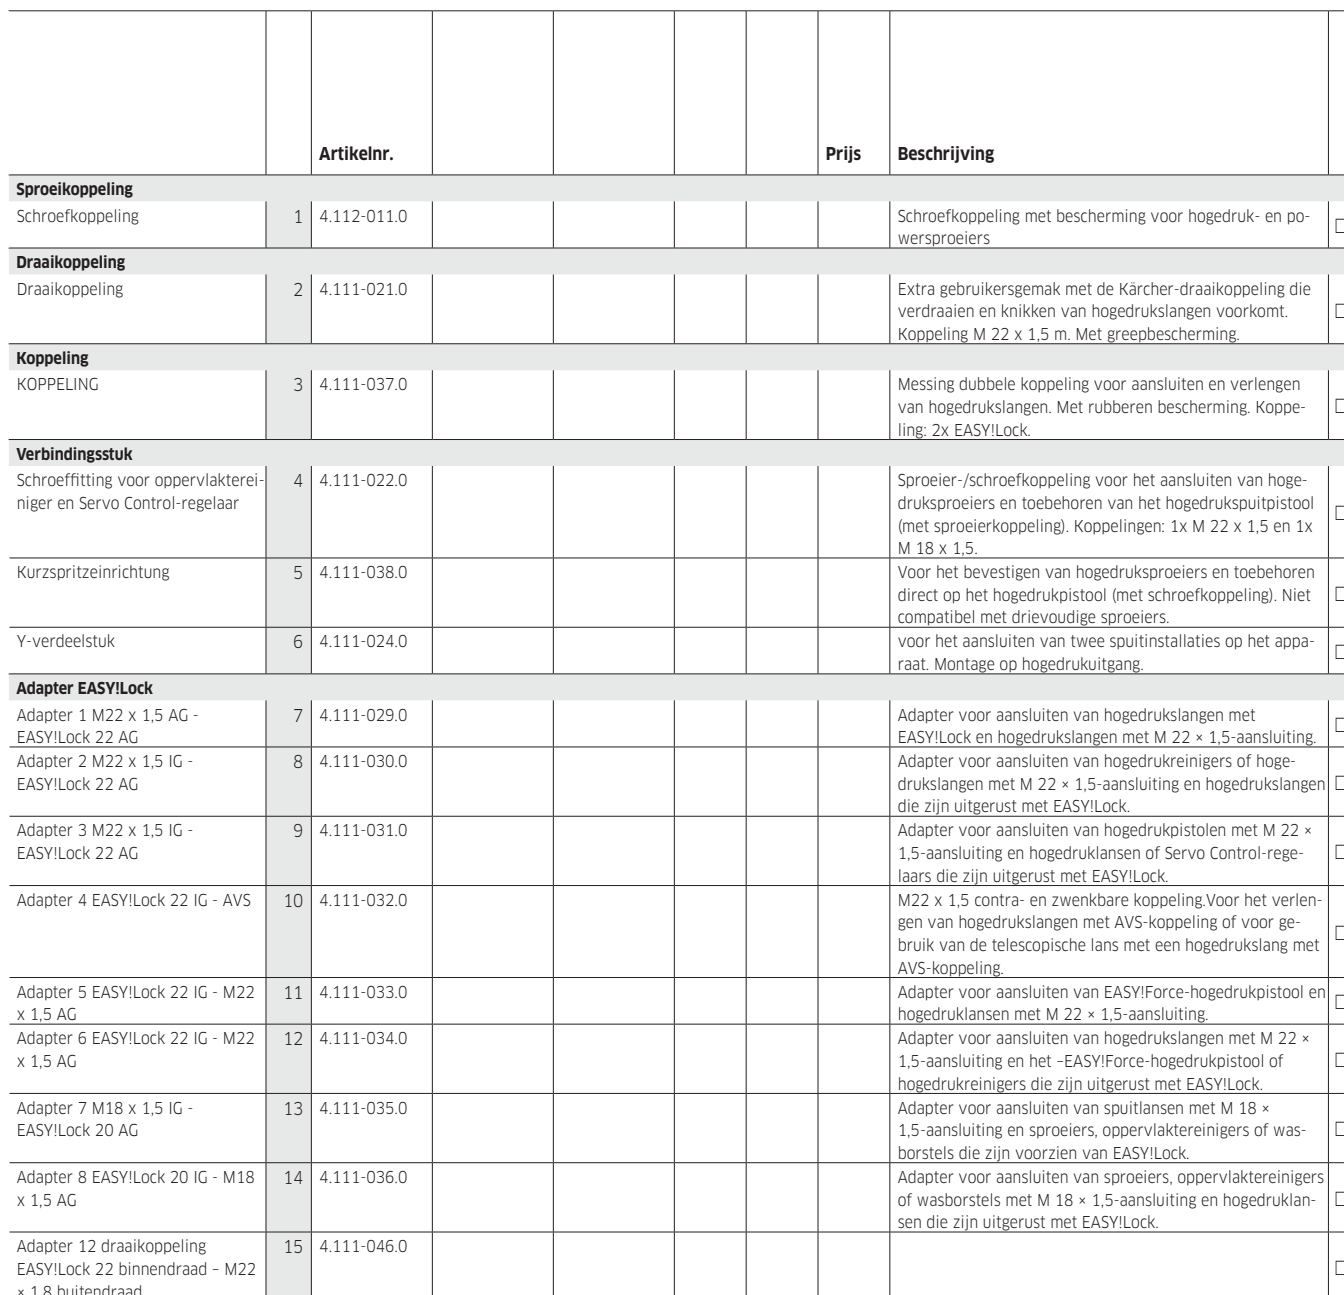 Artikelnr. Prijs Beschrijving
Sproeikoppeling
Schroefkoppeling 1 4.112-011.0 Schroefkoppeling met bescherming voor hogedruk- en po-
wersproeiers
Draaikoppeling
Draaikoppeling 2 4.111-021.0 Extra gebruikersgemak met de Kärcher-draaikoppeling die
verdraaien en knikken van hogedrukslangen voorkomt.
Koppeling M 22 x 1,5 m. Met greepbescherming.
Koppeling
KOPPELING 3 4.111-037.0 Messing dubbele koppeling voor aansluiten en verlengen
van hogedrukslangen. Met rubberen bescherming. Koppe-
ling: 2x EASY!Lock.
Verbindingsstuk
Schroeffitting voor oppervlakterei- 4 4.111-022.0 Sproeier-/schroefkoppeling voor het aansluiten van hoge-
niger en Servo Control-regelaar druksproeiers en toebehoren van het hogedrukspuitpistool
(met sproeierkoppeling). Koppelingen: 1x M 22 x 1,5 en 1x
M 18 x 1,5.
Kurzspritzeinrichtung 5 4.111-038.0 Voor het bevestigen van hogedruksproeiers en toebehoren
direct op het hogedrukpistool (met schroefkoppeling). Niet
compatibel met drievoudige sproeiers.
Y-verdeelstuk 6 4.111-024.0 voor het aansluiten van twee spuitinstallaties op het appa-
raat. Montage op hogedrukuitgang.
Adapter EASY!Lock
Adapter 1 M22 x 1,5 AG - 7 4.111-029.0 Adapter voor aansluiten van hogedrukslangen met
EASY!Lock 22 AG EASY!Lock en hogedrukslangen met M 22 × 1,5-aansluiting.
Adapter 2 M22 x 1,5 IG - 8 4.111-030.0 Adapter voor aansluiten van hogedrukreinigers of hoge-
EASY!Lock 22 AG drukslangen met M 22 × 1,5-aansluiting en hogedrukslangen
die zijn uitgerust met EASY!Lock.
Adapter 3 M22 x 1,5 IG - 9 4.111-031.0 Adapter voor aansluiten van hogedrukpistolen met M 22 ×
EASY!Lock 22 AG 1,5-aansluiting en hogedruklansen of Servo Control-rege-
laars die zijn uitgerust met EASY!Lock.
Adapter 4 EASY!Lock 22 IG - AVS 10 4.111-032.0 M22 x 1,5 contra- en zwenkbare koppeling.Voor het verlen-
gen van hogedrukslangen met AVS-koppeling of voor ge-
bruik van de telescopische lans met een hogedrukslang met
AVS-koppeling.
Adapter 5 EASY!Lock 22 IG - M22 11 4.111-033.0 Adapter voor aansluiten van EASY!Force-hogedrukpistool en
x 1,5 AG hogedruklansen met M 22 × 1,5-aansluiting.
Adapter 6 EASY!Lock 22 IG - M22 12 4.111-034.0 Adapter voor aansluiten van hogedrukslangen met M 22 ×
x 1,5 AG 1,5-aansluiting en het –EASY!Force-hogedrukpistool of
hogedrukreinigers die zijn uitgerust met EASY!Lock.
Adapter 7 M18 x 1,5 IG - 13 4.111-035.0 Adapter voor aansluiten van spuitlansen met M 18 ×
EASY!Lock 20 AG 1,5-aansluiting en sproeiers, oppervlaktereinigers of was-
borstels die zijn voorzien van EASY!Lock.
Adapter 8 EASY!Lock 20 IG - M18 14 4.111-036.0 Adapter voor aansluiten van sproeiers, oppervlaktereinigers
x 1,5 AG of wasborstels met M 18 × 1,5-aansluiting en hogedruklan-
sen die zijn uitgerust met EASY!Lock.
Adapter 12 draaikoppeling 15 4.111-046.0
EASY!Lock 22 binnendraad – M22
× 1,8 buitendraad